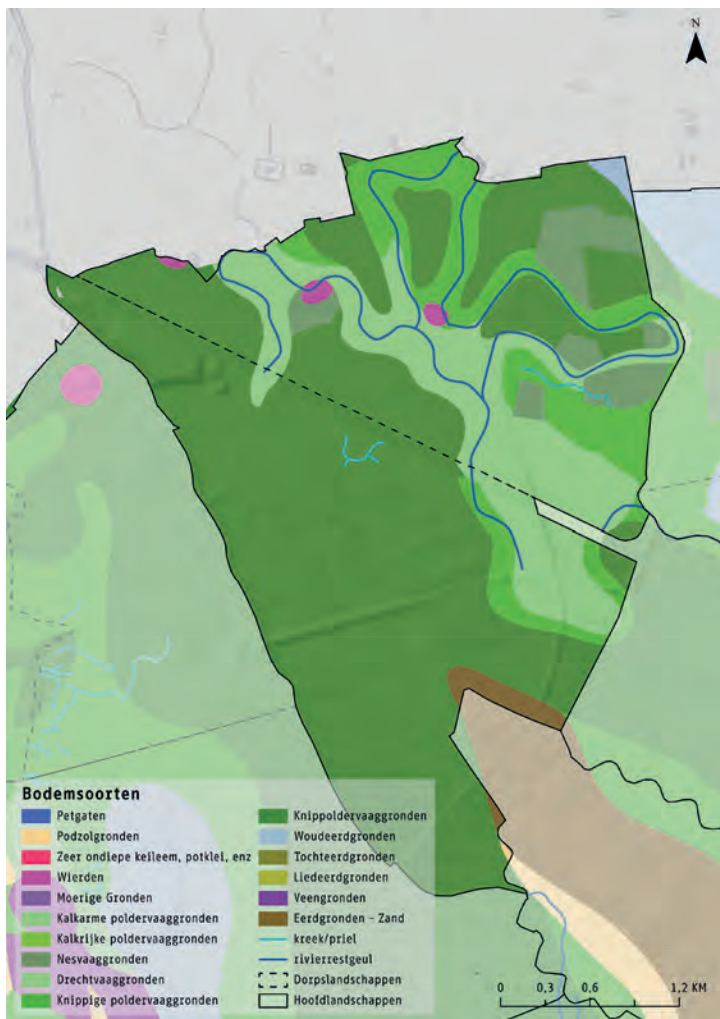 N
Bodemsoorten
Petgaten
Podzolgronden
Zeer ondiepe keileem, potklei, enz
Wierden
Moerige Gronden
Kalkarme poldervaaggronden
Kalkrijke poldervaaggronden
Nesvaaggronden
Drechtvaaggronden
Knippige poldervaaggronden
Knippoldervaaggronden
Woudeerdgronden
Tochteerdgronden
Liedeerdgronden
Veengronden
Eerdgronden - Zand
kreek/priel
rivierrestgeul
Dorpslandschappen
Hoofdlandschappen
0 0,3 0,6 1,2 KM